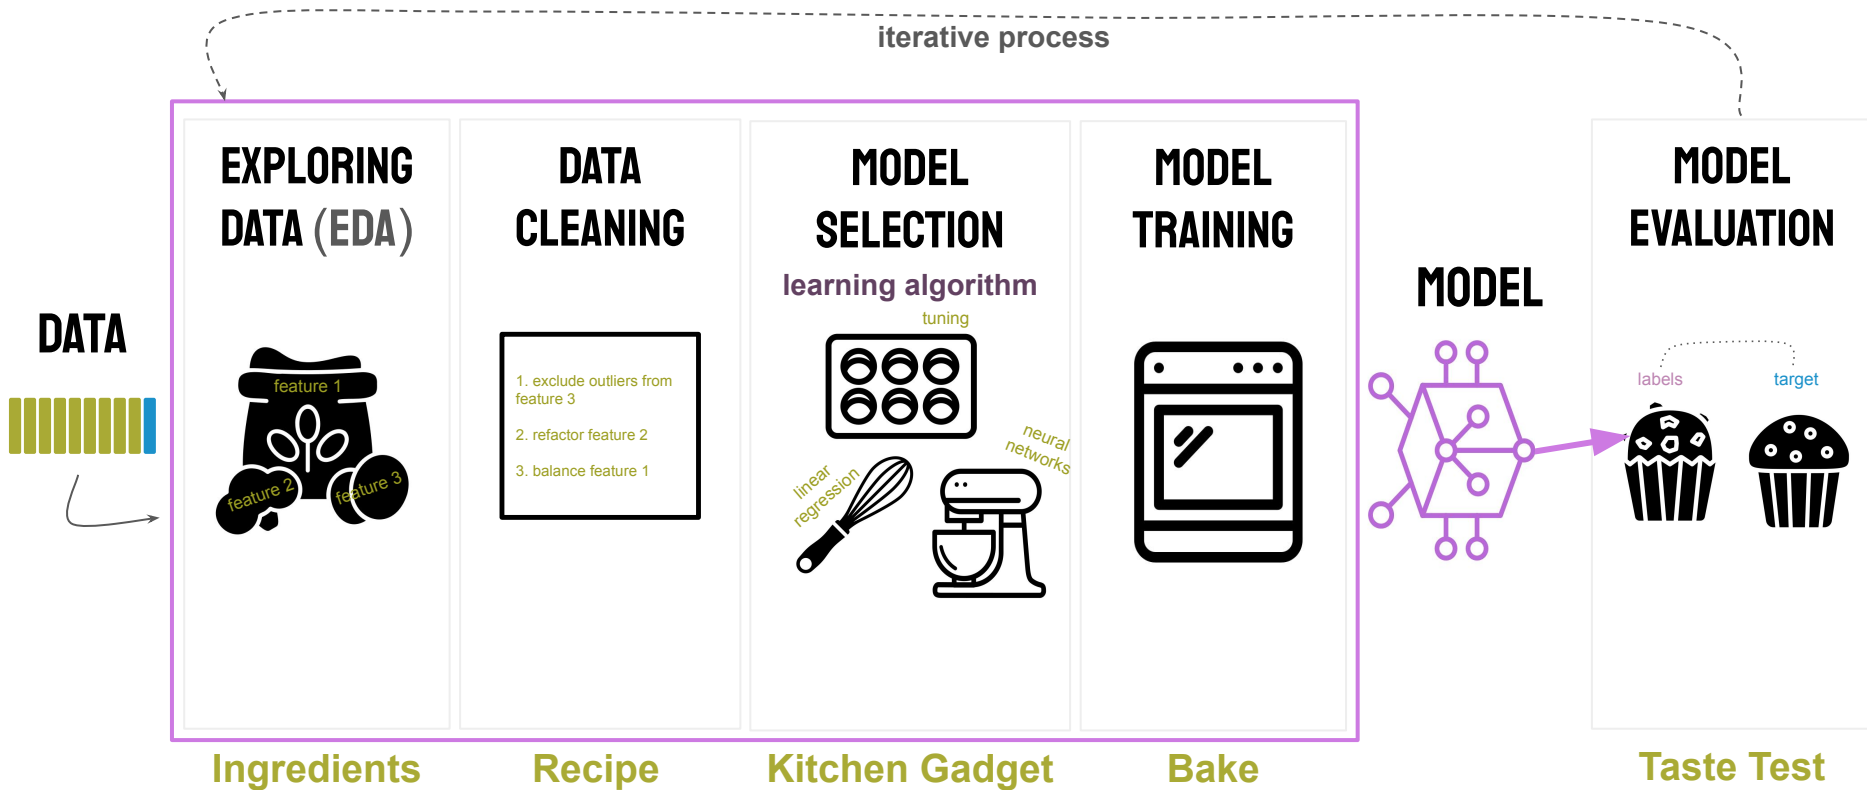 iterative process
DATA
EXPLORING
DATA (EDA)
feature 1
feature 2
feature 3
Ingredients
DATA
CLEANING
1. exclude outliers from
feature 3
2. refactor feature 2
3. balance feature 1
Recipe
MODEL
SELECTION
learning algorithm
tuning
linear
regression
neural
networks
Kitchen Gadget
MODEL
TRAINING
Bake
MODEL
MODEL
EVALUATION
labels
target
Taste Test